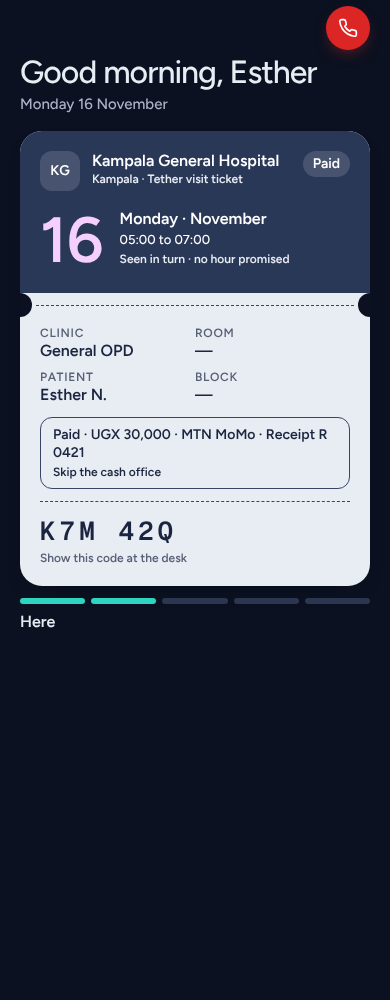 Good morning, Esther
Monday 16 November
KG
Kampala General Hospital
Kampala · Tether visit ticket
Paid
16
Monday · November
05:00 to 07:00
Seen in turn · no hour promised
CLINIC
General OPD
ROOM
—
PATIENT
Esther N.
BLOCK
—
Paid · UGX 30,000 · MTN MoMo · Receipt R
0421
Skip the cash office
K7M 42Q
Show this code at the desk
Here